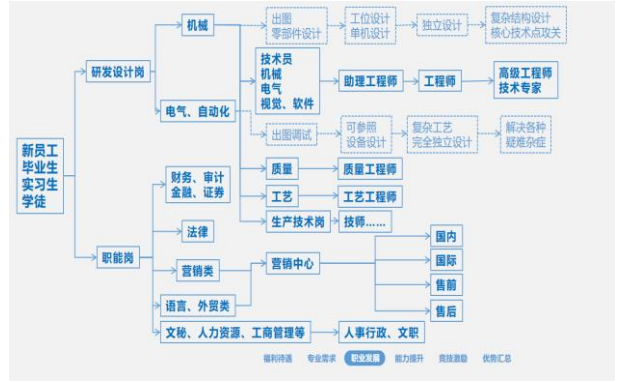 机械
出图
零部件设计
工位设计
单机设计
独立设计
复杂结构设计
核心技术点攻关
研发设计岗
技术员
机械
电气
视觉、软件
助理工程师
工程师
高级工程师
技术专家
电气、自动化
出图调试
可参照
设备设计
复杂工艺
完全独立设计
解决各种
疑难杂症
新员工
毕业生
实习生
学徒
财务、审计
金融、证券
质量
质量工程师
工艺
工艺工程师
法律
生产技术岗
技师……
职能岗
营销类
营销中心
国内
国际
售前
售后
语言、外贸类
文秘、人力资源、工商管理等
人事行政、文职
福利待遇 专业需求 职业发展 能力提升 竞技激励 优势汇总